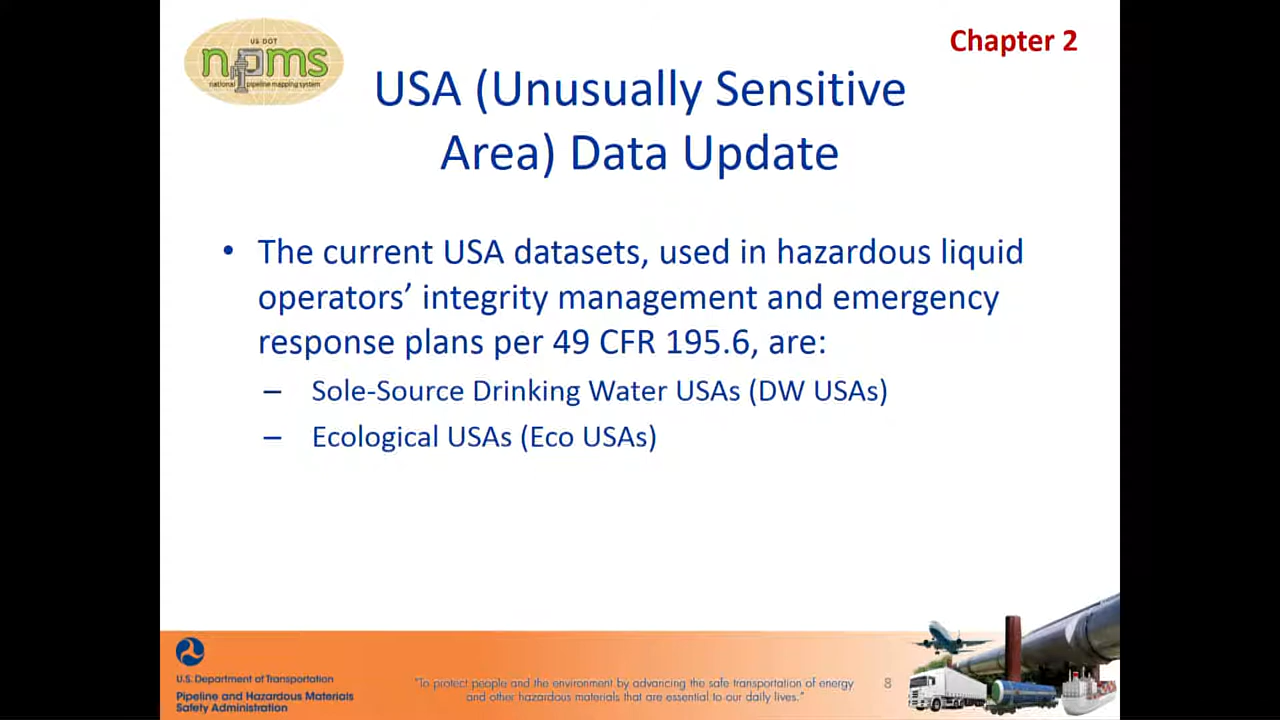 US DOT
npms
national pipeline mapping system
Chapter 2
USA (Unusually Sensitive
Area) Data Update
• The current USA datasets, used in hazardous liquid
operators’ integrity management and emergency
response plans per 49 CFR 195.6, are:
– Sole-Source Drinking Water USAs (DW USAs)
– Ecological USAs (Eco USAs)
U.S. Department of Transportation
Pipeline and Hazardous Materials
Safety Administration
"To protect people and the environment by advancing the safe transportation of energy
and other hazardous materials that are essential to our daily lives."
8